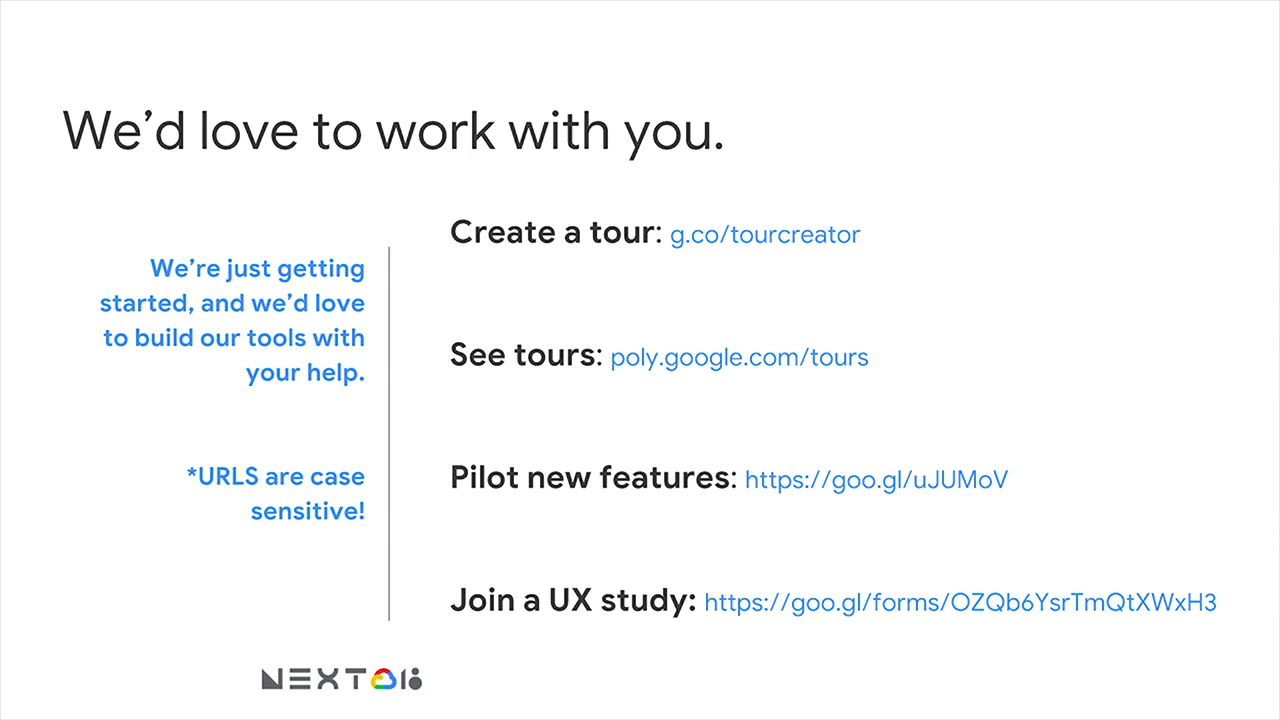 We’d love to work with you.
We’re just getting
started, and we’d love
to build our tools with
your help.
*URLS are case
sensitive!
Create a tour: g.co/tourcreator
See tours: poly.google.com/tours
Pilot new features: https://goo.gl/uJUMoV
Join a UX study: https://goo.gl/forms/OZQb6YsrTmQtXWxH3
NEXT 18